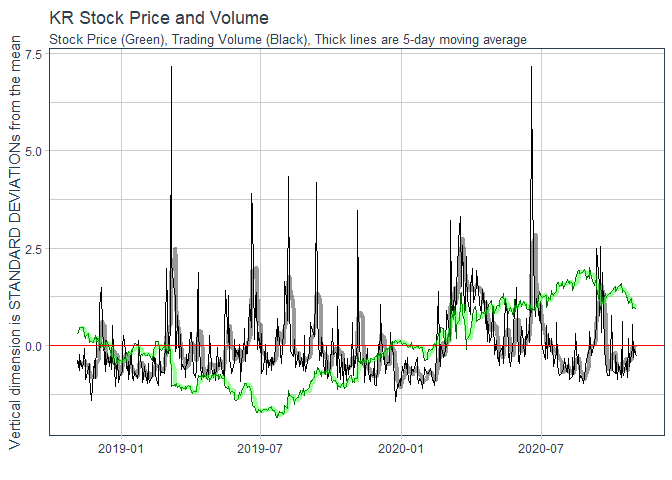 KR Stock Price and Volume
Stock Price (Green), Trading Volume (Black), Thick lines are 5-day moving average
Vertical dimension is STANDARD DEVIATIONs from the mean
7.5
5.0
2.5
0.0
2019-01
2019-07
2020-01
2020-07